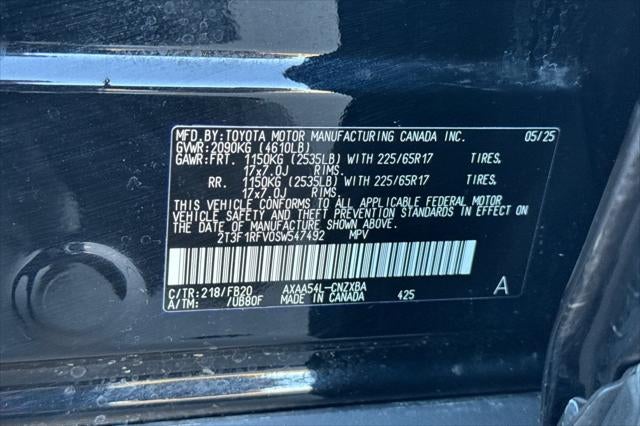 MFD.BY:TOYOTA MOTOR MANUFACTURING CANADA INC. 05/25
GVWR:2090KG (4610LB)
GAWR:FRT. 1150KG (2535LB) WITH 225/65R17 TIRES.
17x7.0J RIMS.
RR. 1150KG (2535LB) WITH 225/65R17 TIRES.
17x7.0J RIMS.
THIS VEHICLE CONFORMS TO ALL APPLICABLE FEDERAL MOTOR
VEHICLE SAFETY AND THEFT PREVENTION STANDARDS IN EFFECT ON
THE DATE OF MANUFACTURE SHOWN ABOVE.
2T3F1RFV0SW547492 MPV
C/TR:218/FB20 AXAA54L-CNZXBA
A/TM: /UB80F MADE IN CANADA 425 A